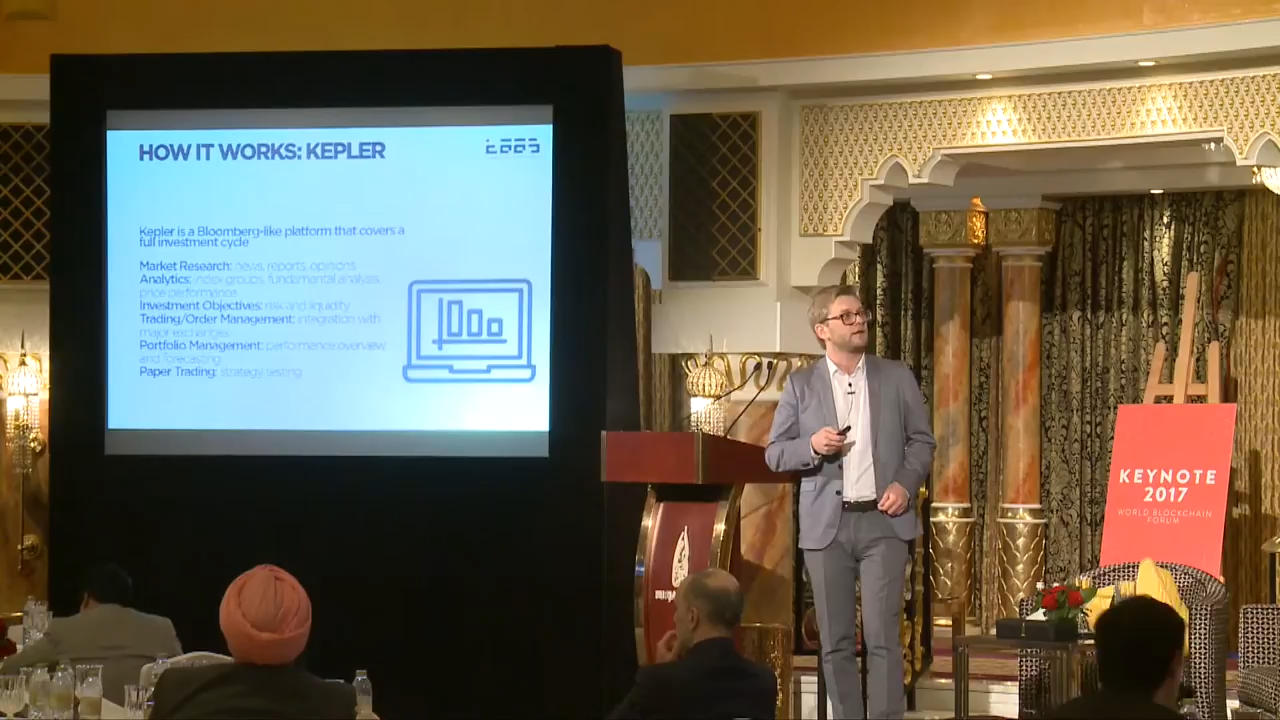 HOW IT WORKS: KEPLER
taas
Kepler is a Bloomberg-like platform that covers a
full investment cycle
Market Research: news, reports, opinions
Analytics: index groups, fundamental analysis,
price performance
Investment Objectives: risk and liquidity
Trading/Order Management: integration with
major exchanges
Portfolio Management: performance overview
and forecasting
Paper Trading: strategy testing
KEYNOTE
2017
WORLD BLOCKCHAIN
FORUM